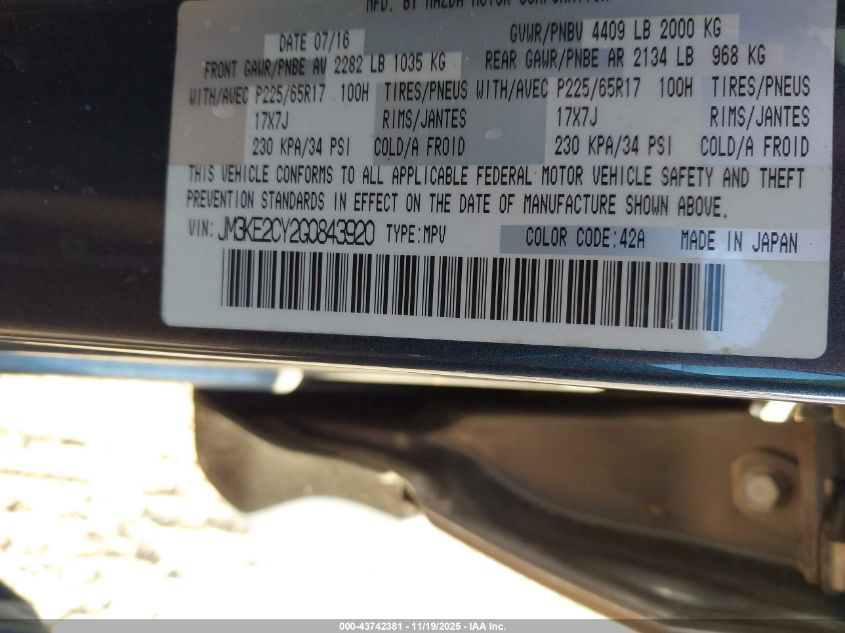 MFD. BY MAZDA MOTOR CORPORATION
DATE 07/16 GVWR/PNBV 4409 LB 2000 KG
FRONT GAWR/PNBE AV 2282 LB 1035 KG REAR GAWR/PNBE AR 2134 LB 968 KG
WITH/AVEC P225/65R17 100H TIRES/PNEUS WITH/AVEC P225/65R17 100H TIRES/PNEUS
17X7J RIMS/JANTES 17X7J RIMS/JANTES
230 KPA/34 PSI COLD/A FROID 230 KPA/34 PSI COLD/A FROID
THIS VEHICLE CONFORMS TO ALL APPLICABLE FEDERAL MOTOR VEHICLE SAFETY AND THEFT
PREVENTION STANDARDS IN EFFECT ON THE DATE OF MANUFACTURE SHOWN ABOVE.
VIN: JM3KE2CY2G0843920 TYPE:MPV COLOR CODE:42A MADE IN JAPAN
000-43742381 - 11/19/2025 - IAA Inc.